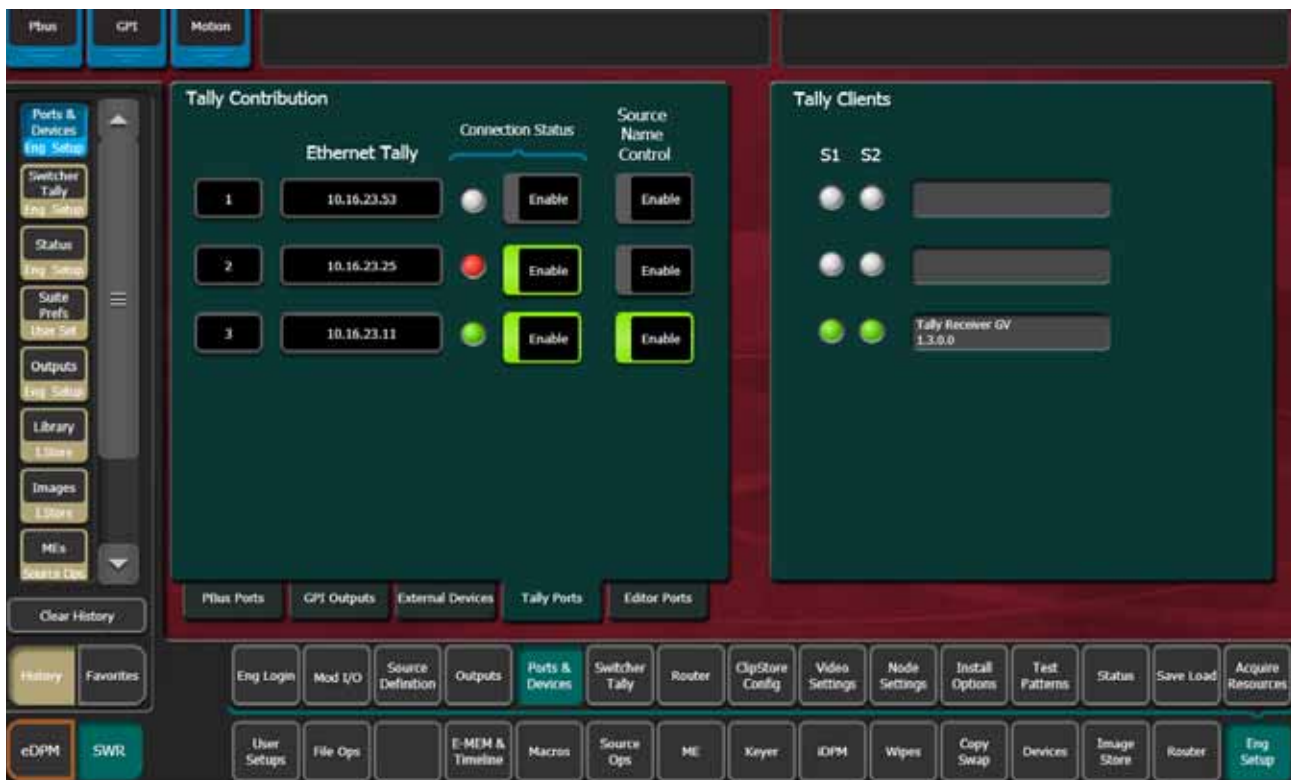 PBus
GPI
Motion
Ports &
Devices
Eng Setup
Switcher
Tally
Eng Setup
Status
Eng Setup
Suite
Prefs
User Set
Outputs
Eng Setup
Library
I.Store
Images
I.Store
MEs
Source Ops
Clear History
History
Favorites
eDPM
SWR
Tally Contribution
Ethernet Tally
Connection Status
Source
Name
Control
1
10.16.23.53
Enable
Enable
2
10.16.23.25
Enable
Enable
3
10.16.23.11
Enable
Enable
Tally Clients
S1 S2
Tally Receiver GV
1.3.0.0
PBus Ports
GPI Outputs
External Devices
Tally Ports
Editor Ports
Eng Login
Mod I/O
Source
Definition
Outputs
Ports &
Devices
Switcher
Tally
Router
ClipStore
Config
Video
Settings
Node
Settings
Install
Options
Test
Patterns
Status
Save Load
Acquire
Resources
User
Setups
File Ops
E-MEM &
Timeline
Macros
Source
Ops
ME
Keyer
iDPM
Wipes
Copy
Swap
Devices
Image
Store
Router
Eng
Setup